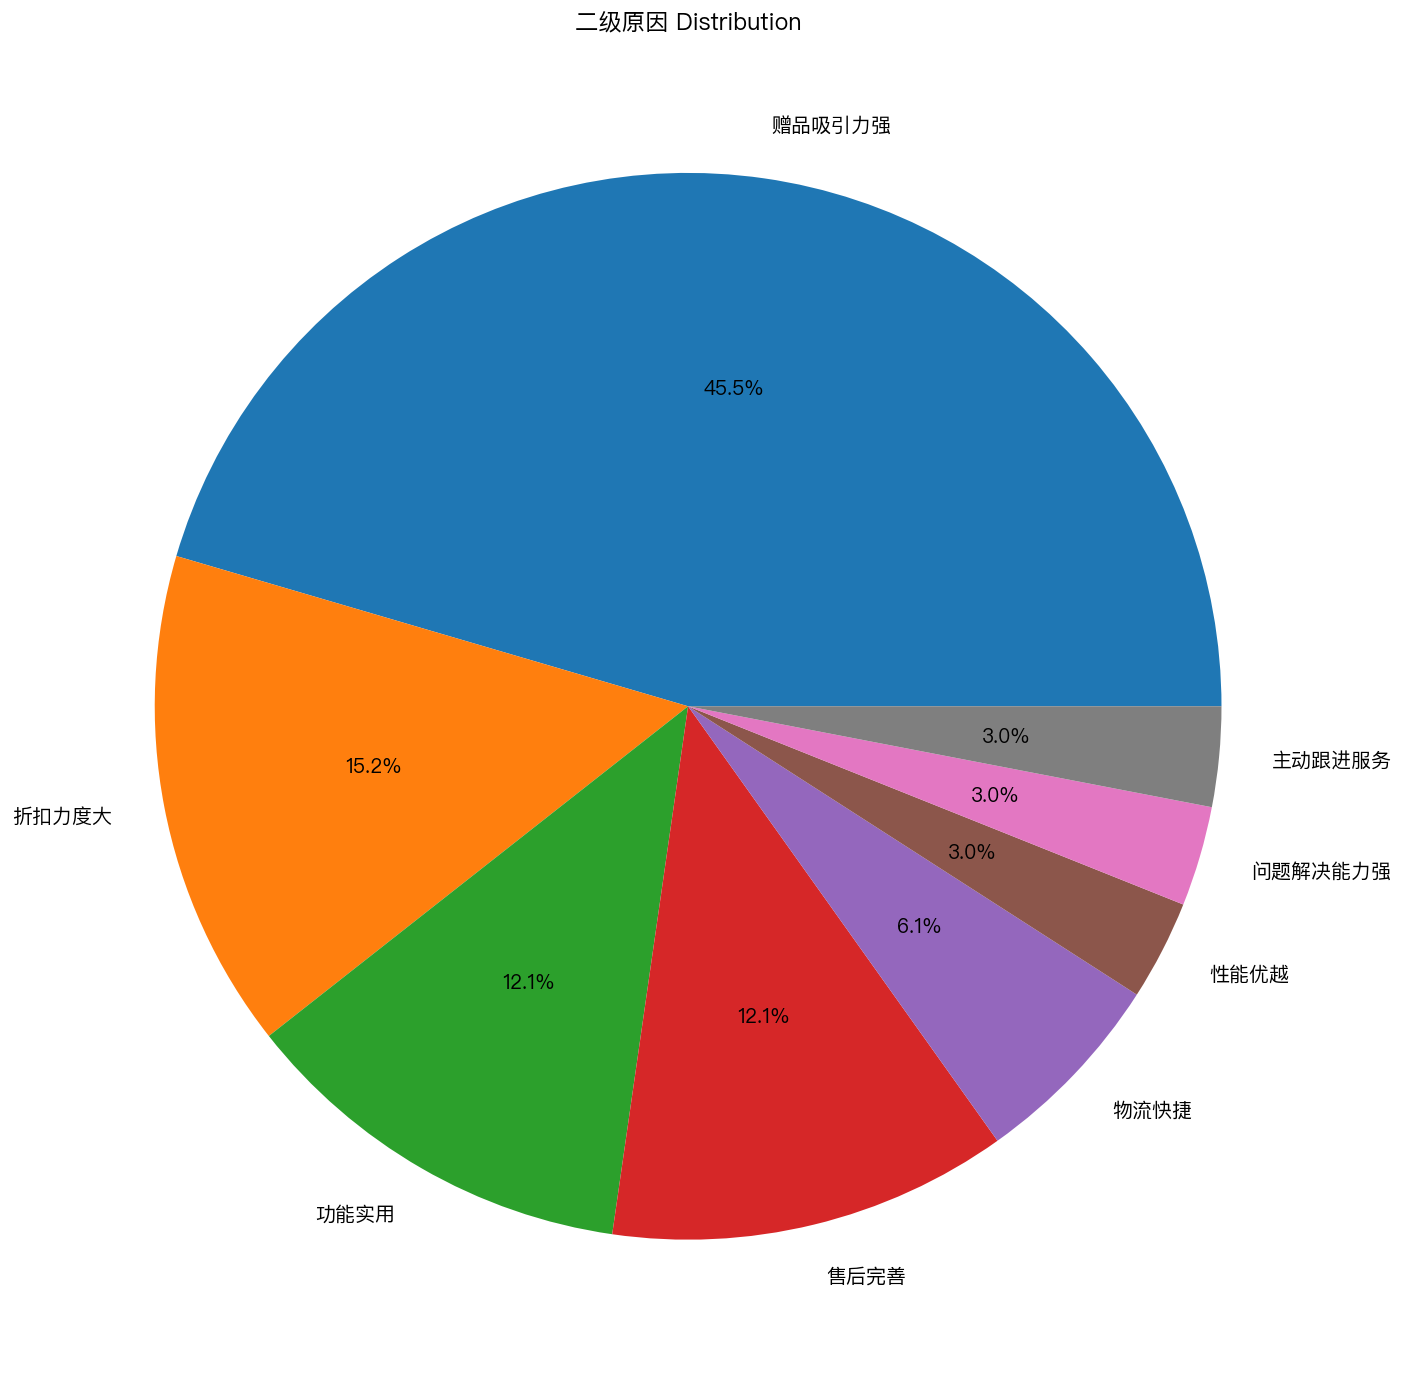 二级原因 Distribution
赠品吸引力强
45.5%
折扣力度大
15.2%
功能实用
12.1%
售后完善
12.1%
物流快捷
6.1%
性能优越
3.0%
问题解决能力强
3.0%
主动跟进服务
3.0%